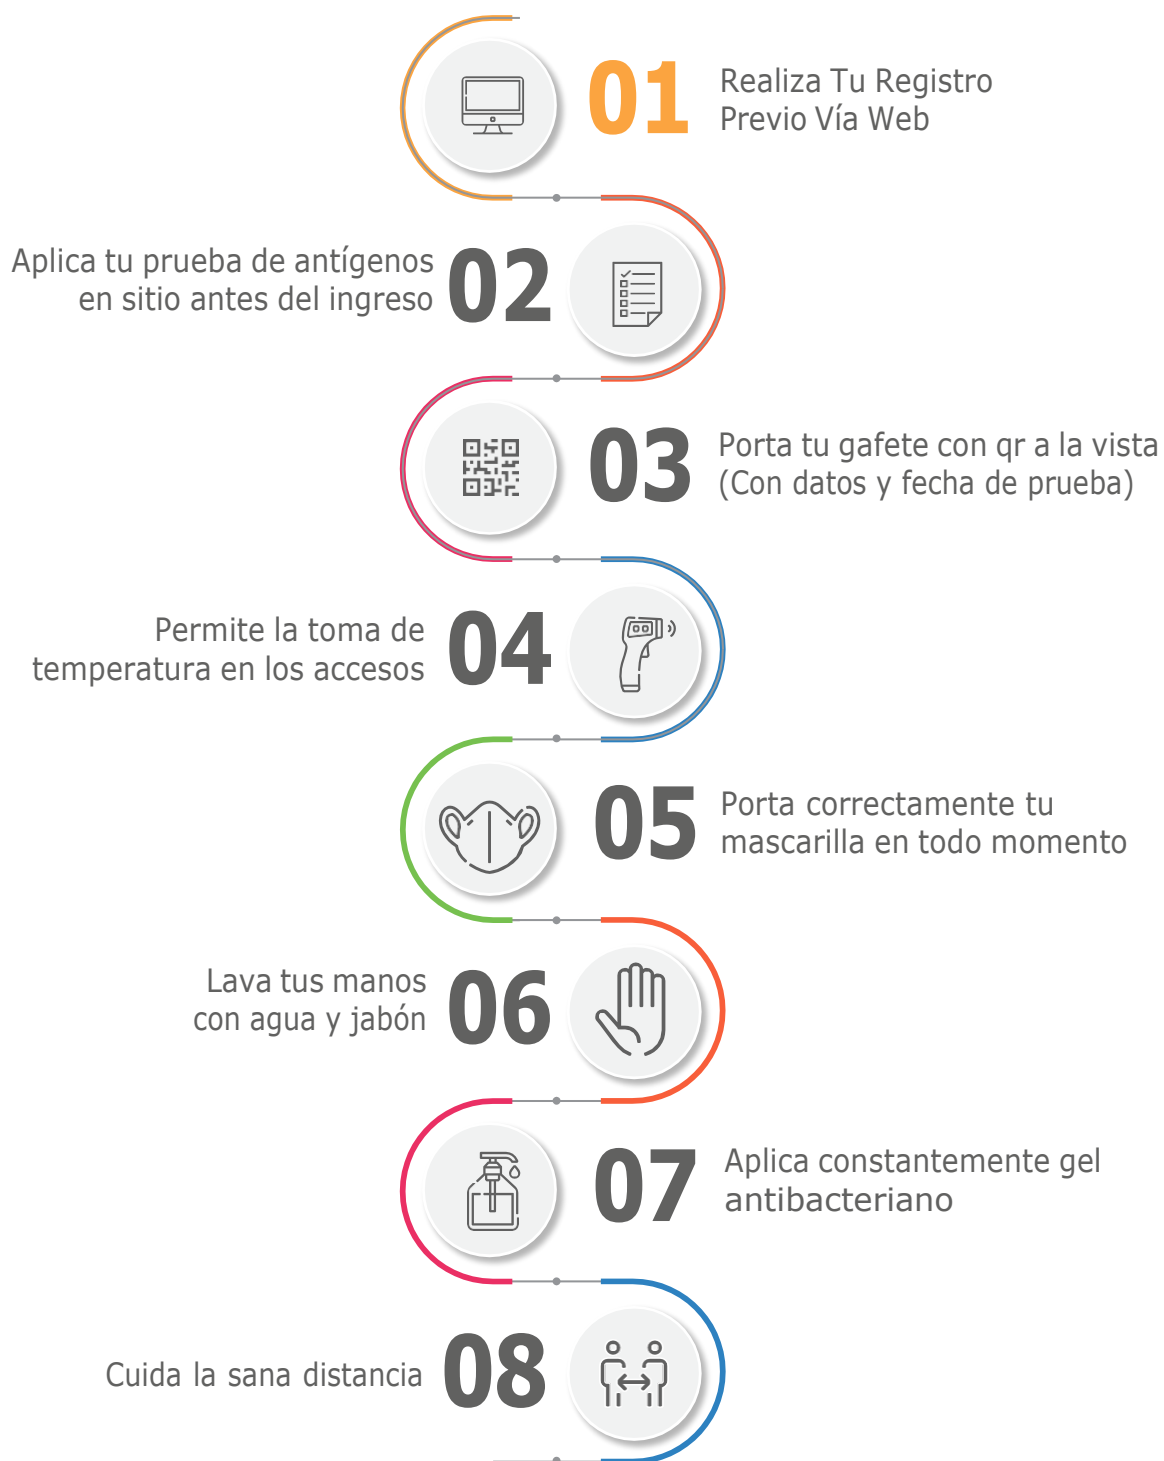 01
Realiza Tu Registro
Previo Vía Web
Aplica tu prueba de antígenos
en sitio antes del ingreso
02
03
Porta tu gafete con qr a la vista
(Con datos y fecha de prueba)
Permite la toma de
temperatura en los accesos
04
05
Porta correctamente tu
mascarilla en todo momento
Lava tus manos
con agua y jabón
06
07
Aplica constantemente gel
antibacteriano
Cuida la sana distancia
08